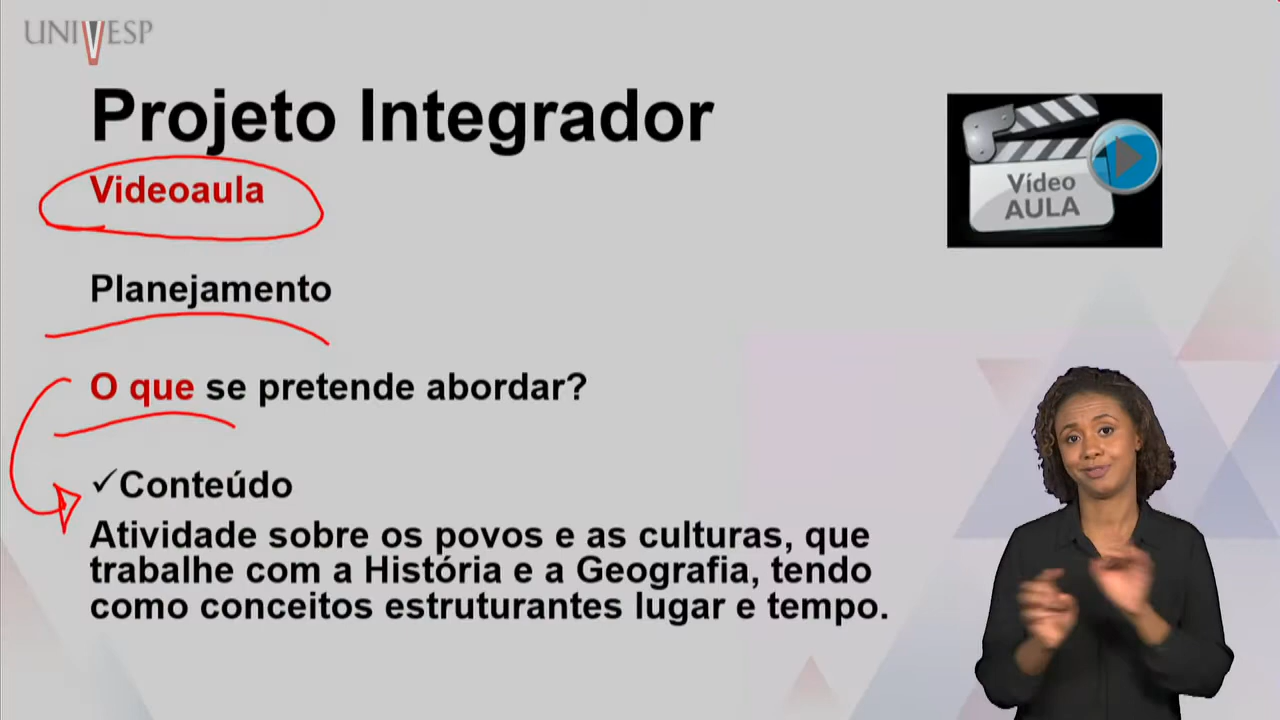 UNIVESP
Projeto Integrador
Videoaula
Vídeo
AULA
Planejamento
O que se pretende abordar?
✓Conteúdo
Atividade sobre os povos e as culturas, que
trabalhe com a História e a Geografia, tendo
como conceitos estruturantes lugar e tempo.